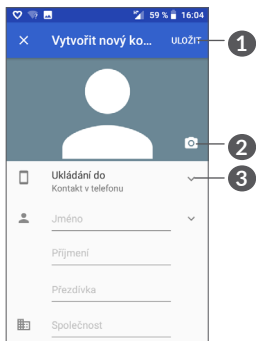 59 % 16:04
Vytvořit nový ko... ULOŽIT 1
2
Ukládání do 3
Kontakt v telefonu
Jméno
Příjmení
Přezdívka
Společnost